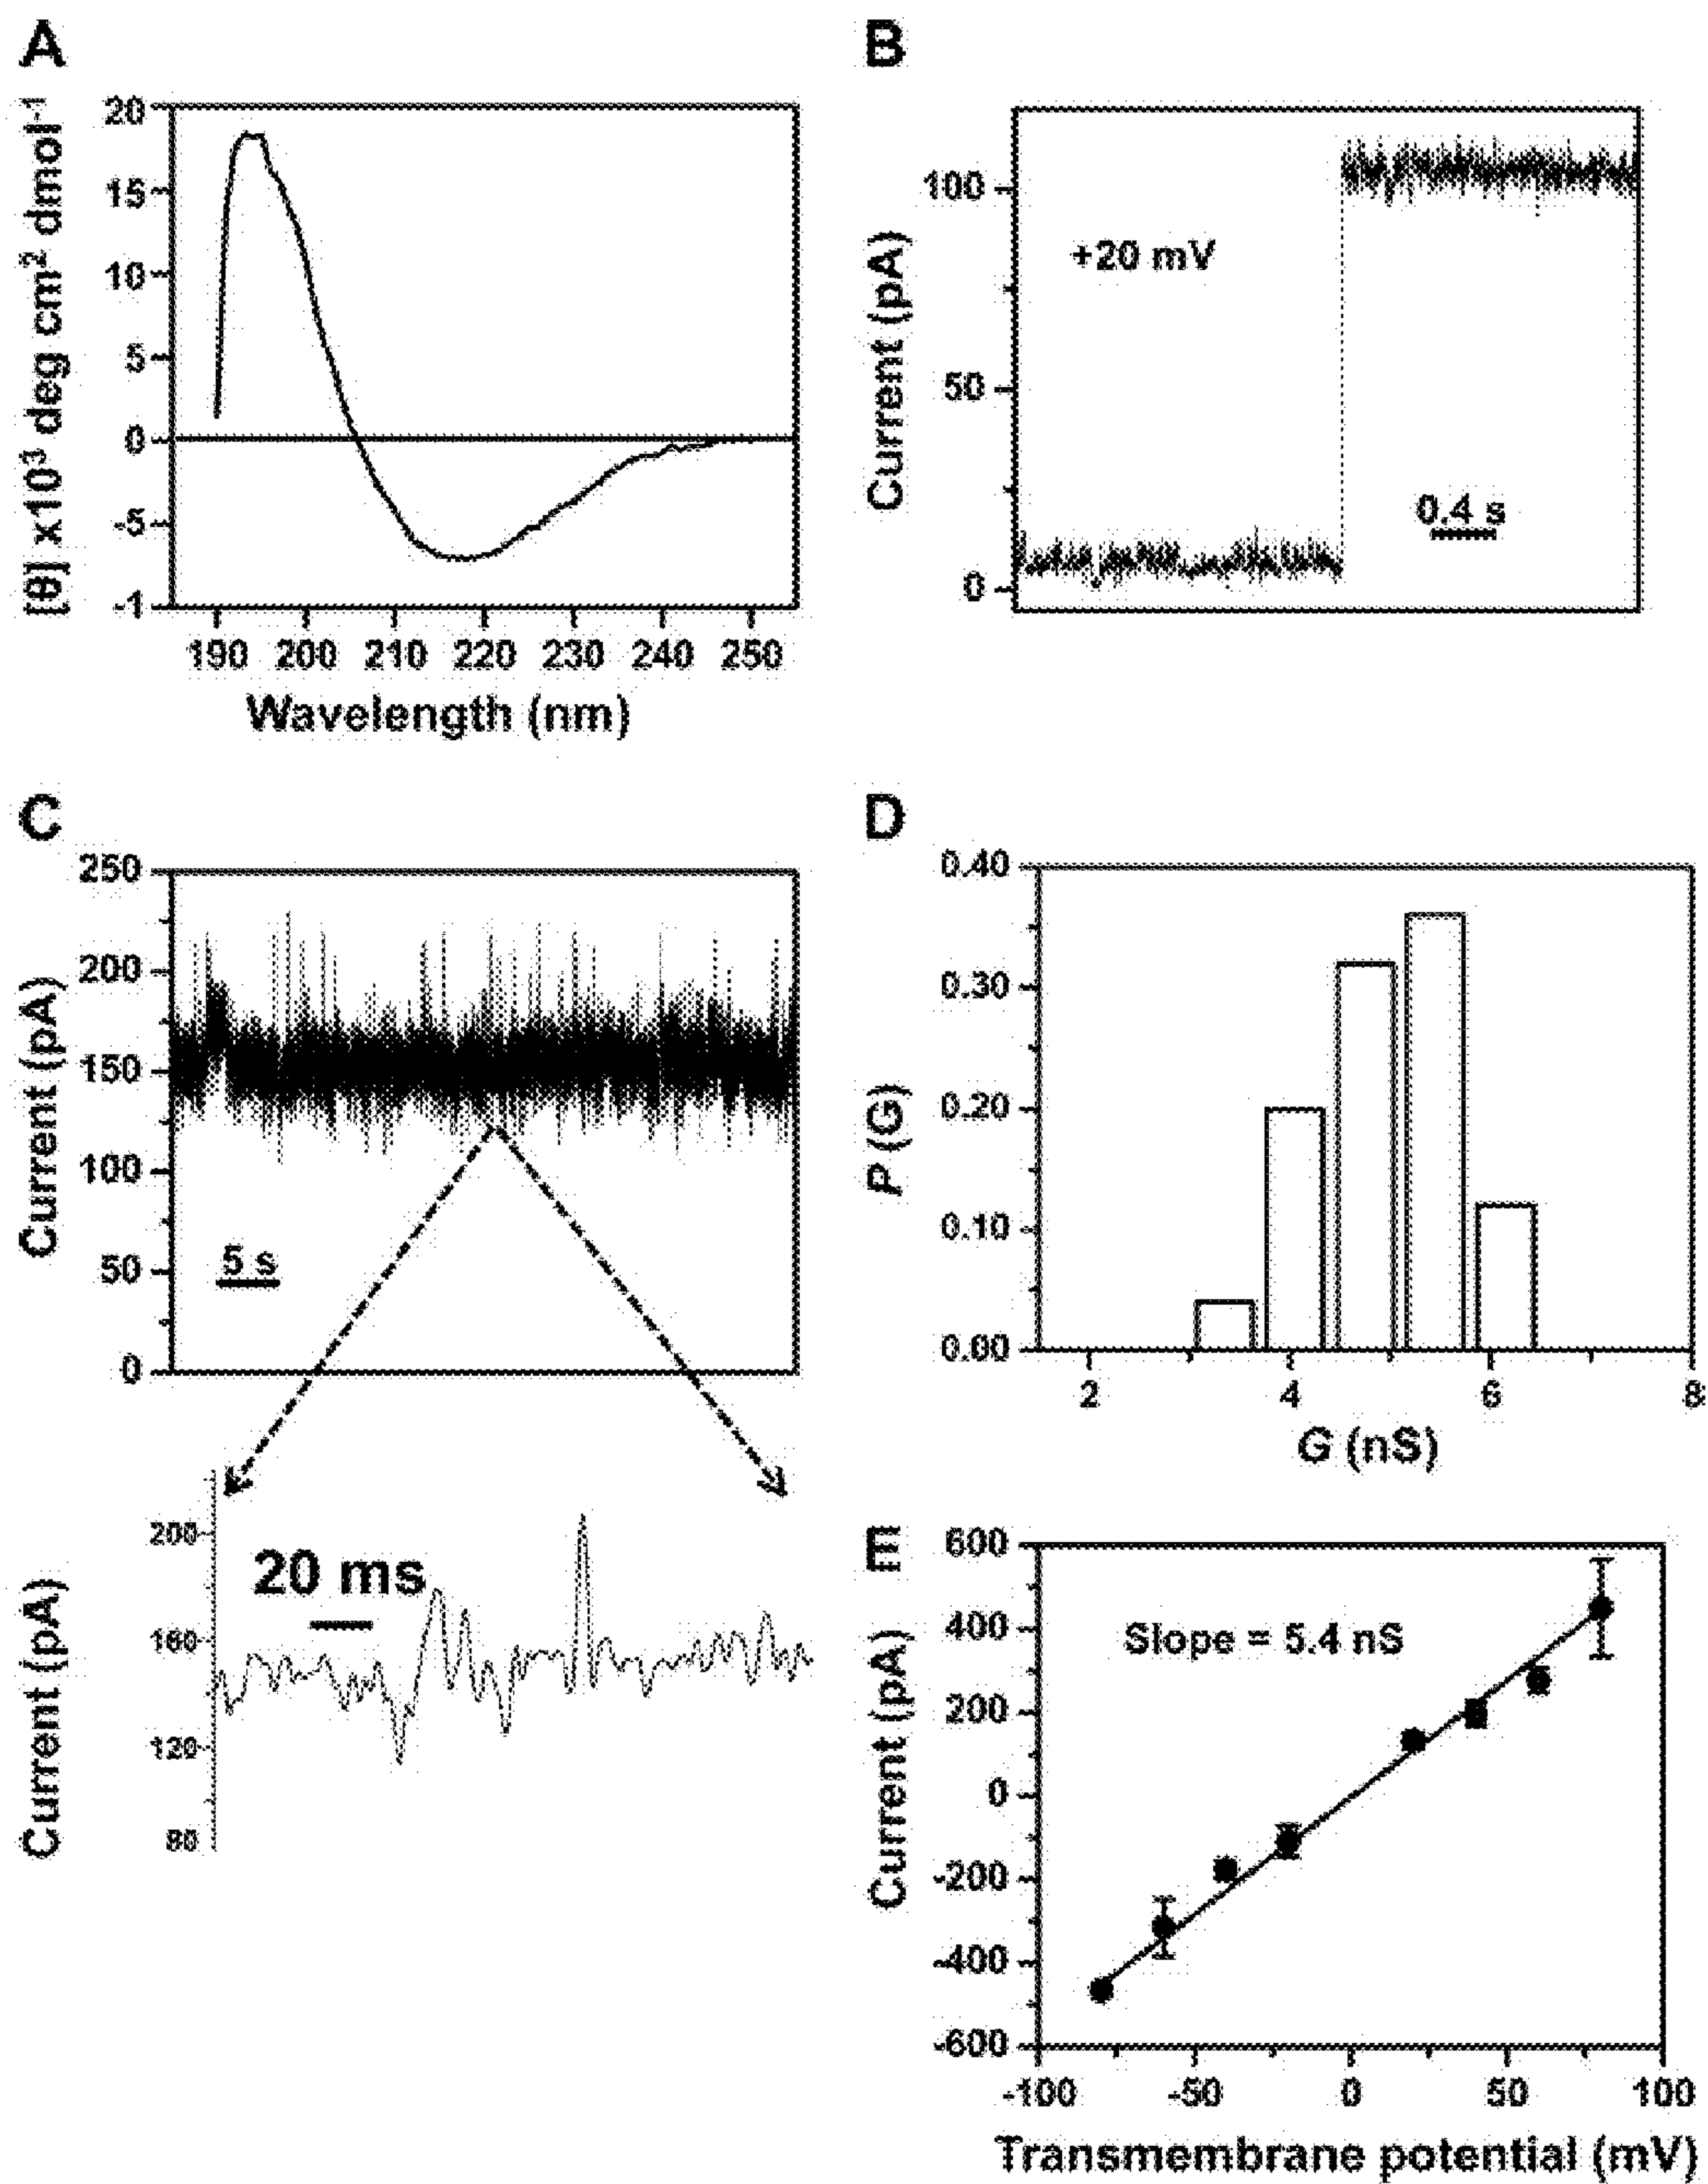 A
[θ] x10³ deg cm² dmol⁻¹
20
15
10
5
0
-5
-1
190 200 210 220 230 240 250
Wavelength (nm)
B
Current (pA)
100
50
0
+20 mV
0.4 s
C
Current (pA)
250
200
150
100
50
0
5 s
Current (pA)
200
160
120
80
20 ms
D
P (G)
0.40
0.30
0.20
0.10
0.00
2 4 6 8
G (nS)
E
Current (pA)
600
400
200
0
-200
-400
-600
Slope = 5.4 nS
-100 -50 0 50 100
Transmembrane potential (mV)